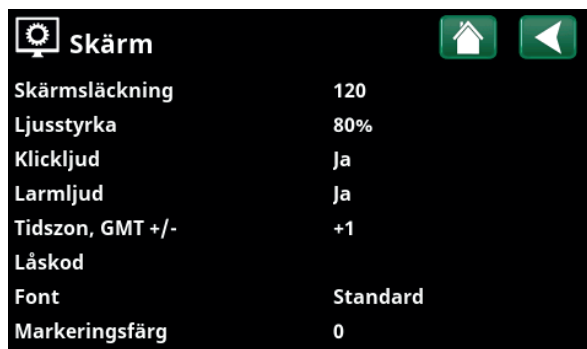 Skärm
Skärmsläckning 120
Ljusstyrka 80%
Klickljud Ja
Larmljud Ja
Tidszon, GMT +/- +1
Låskod
Font Standard
Markeringsfärg 0